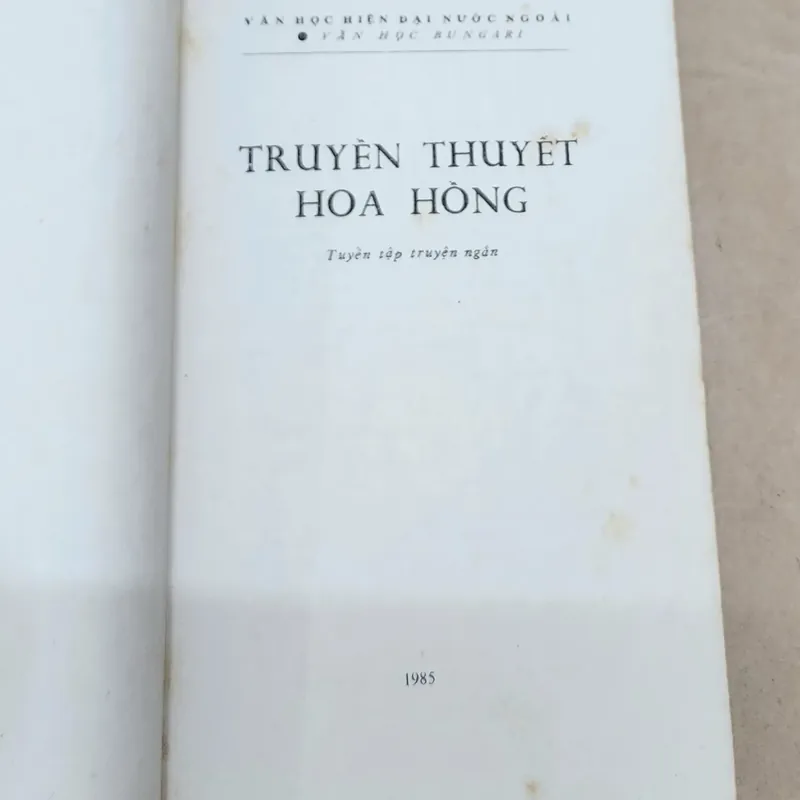 VĂN HỌC HIỆN ĐẠI NƯỚC NGOÀI
● VĂN HỌC BUNGARI
TRUYỀN THUYẾT
HOA HỒNG
Tuyển tập truyện ngắn
1985